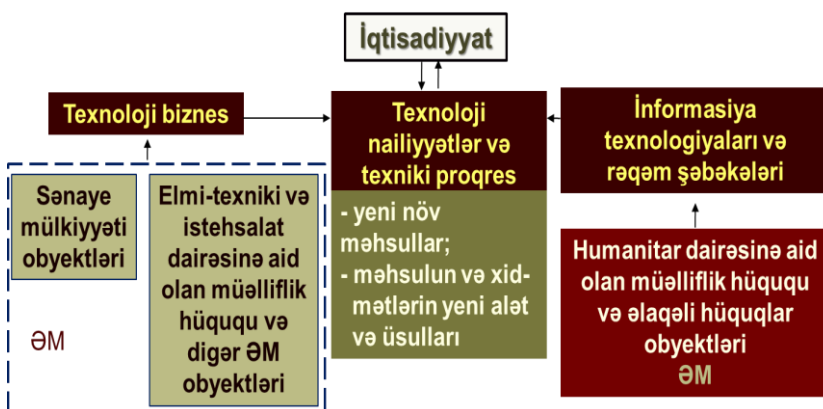 İqtisadiyyat
Texnoloji biznes
Sənaye
mülkiyyəti
obyektləri
Elmi-texniki və
istehsalat
dairəsinə aid
olan müəlliflik
hüququ və
digər ƏM
obyektləri
ƏM
Texnoloji
nailiyyətlər və
texniki proqres
- yeni növ
məhsullar;
- məhsulun və xid-
mətlərin yeni alət
və üsulları
İnformasiya
texnologiyaları və
rəqəm şəbəkələri
Humanitar dairəsinə aid
olan müəlliflik hüququ
və əlaqəli hüquqlar
obyektləri
ƏM